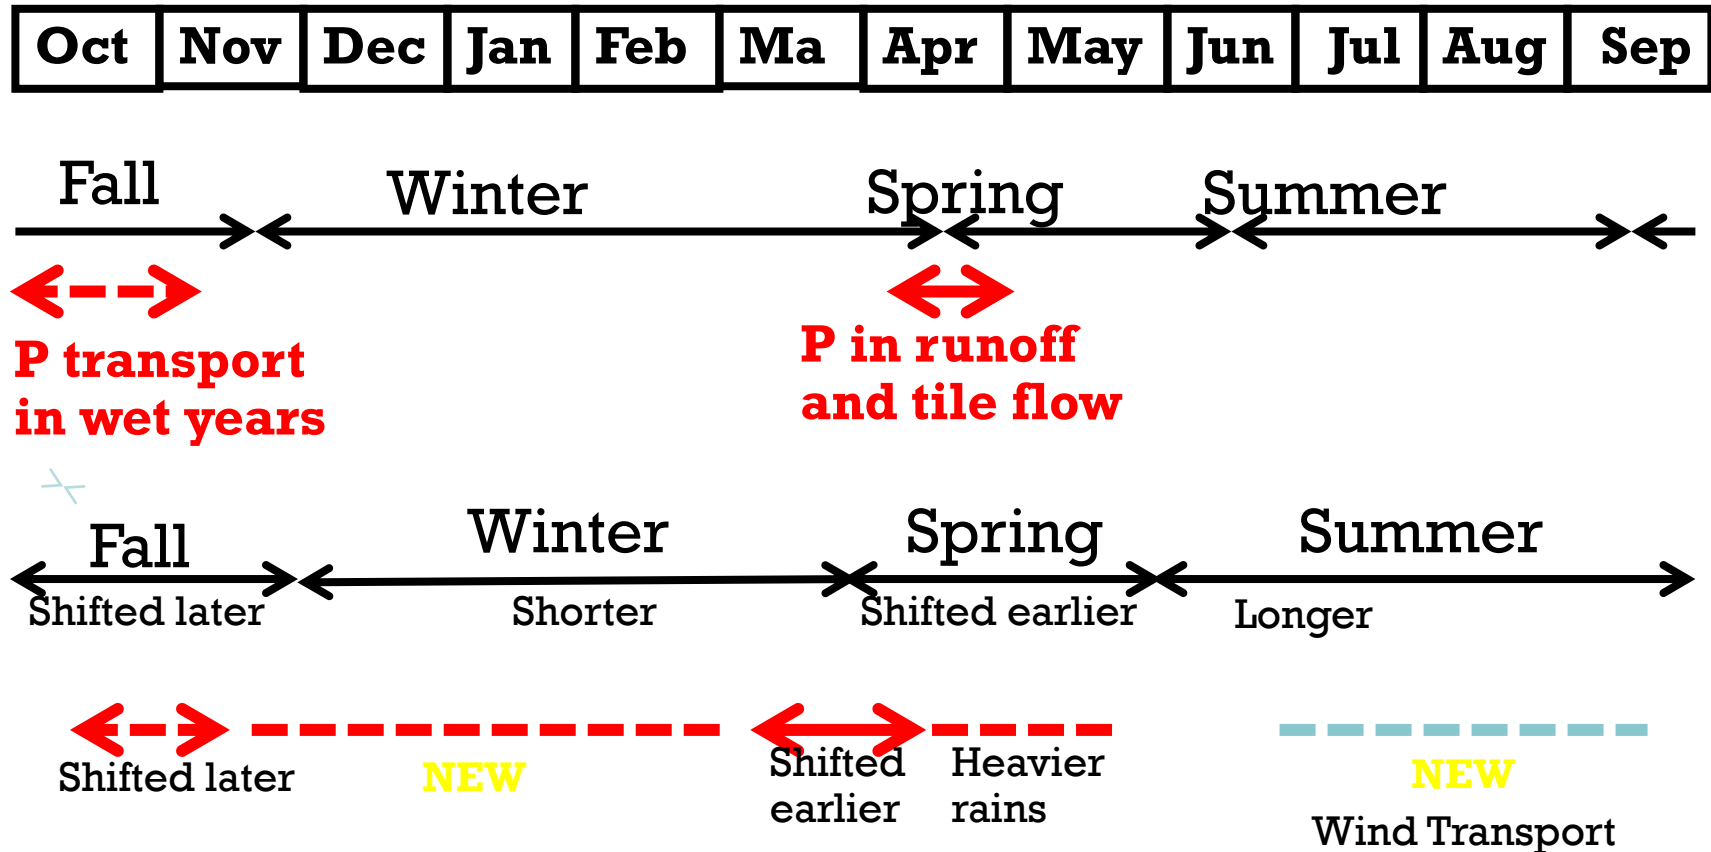 Oct Nov Dec Jan Feb Ma Apr May Jun Jul Aug Sep
Fall Winter Spring Summer
P transport
in wet years
P in runoff
and tile flow
Fall Winter Spring Summer
Shifted later Shorter Shifted earlier Longer
Shifted later NEW Shifted
earlier
Heavier
rains
NEW
Wind Transport